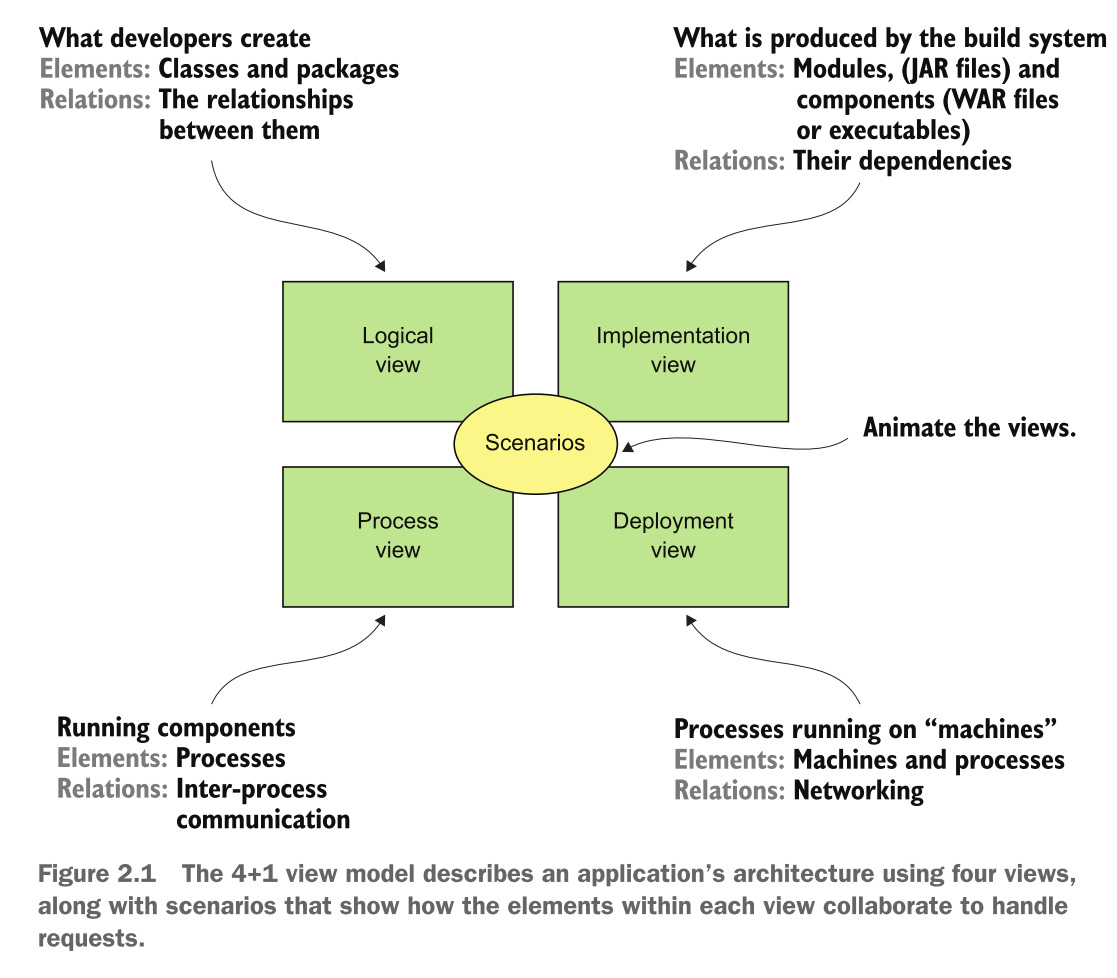 What developers create
Elements: Classes and packages
Relations: The relationships
between them
What is produced by the build system
Elements: Modules, (JAR files) and
components (WAR files
or executables)
Relations: Their dependencies
Logical
view
Implementation
view
Scenarios
Animate the views.
Process
view
Deployment
view
Running components
Elements: Processes
Relations: Inter-process
communication
Processes running on “machines”
Elements: Machines and processes
Relations: Networking
Figure 2.1 The 4+1 view model describes an application’s architecture using four views,
along with scenarios that show how the elements within each view collaborate to handle
requests.